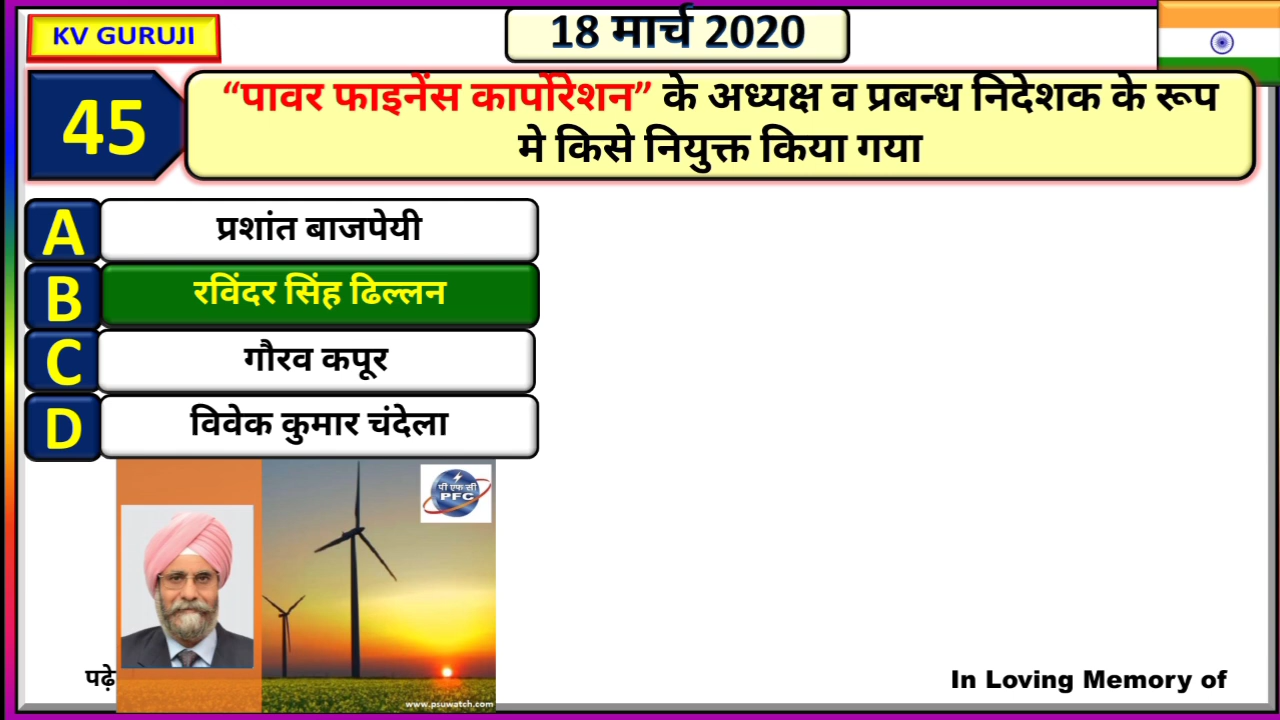 KV GURUJI
18 मार्च 2020
45
“पावर फाइनेंस कार्पोरेशन” के अध्यक्ष व प्रबन्ध निदेशक के रूप
मे किसे नियुक्त किया गया
A
प्रशांत बाजपेयी
B
रविंदर सिंह ढिल्लन
C
गौरव कपूर
D
विवेक कुमार चंदेला
पी एफ सी
PFC
पढ़े
In Loving Memory of
www.psuwatch.com